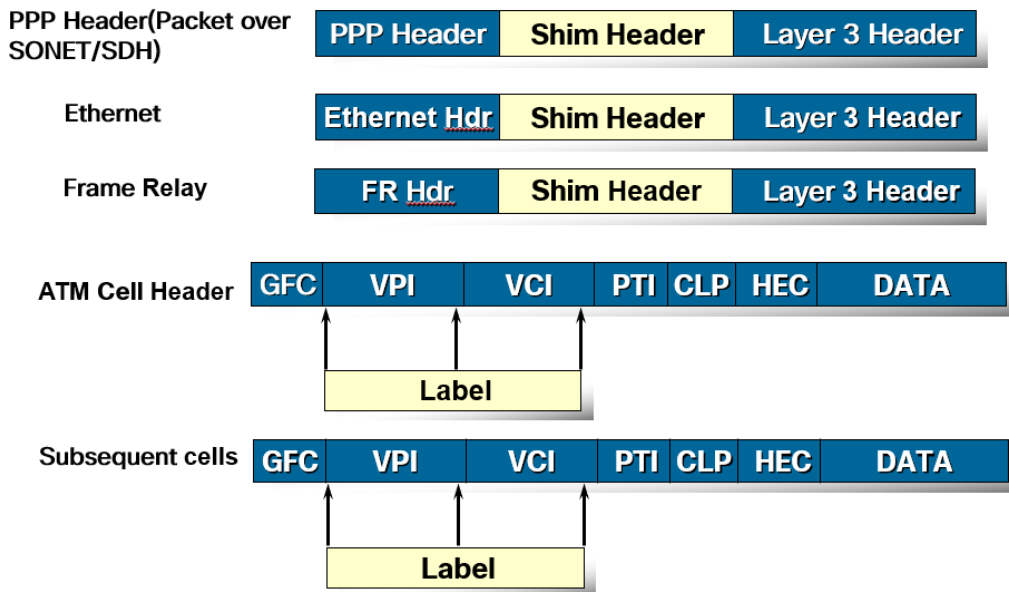 PPP Header(Packet over
SONET/SDH)
PPP Header Shim Header Layer 3 Header
Ethernet
Ethernet Hdr Shim Header Layer 3 Header
Frame Relay
FR Hdr Shim Header Layer 3 Header
ATM Cell Header
GFC VPI VCI PTI CLP HEC DATA
Label
Subsequent cells
GFC VPI VCI PTI CLP HEC DATA
Label